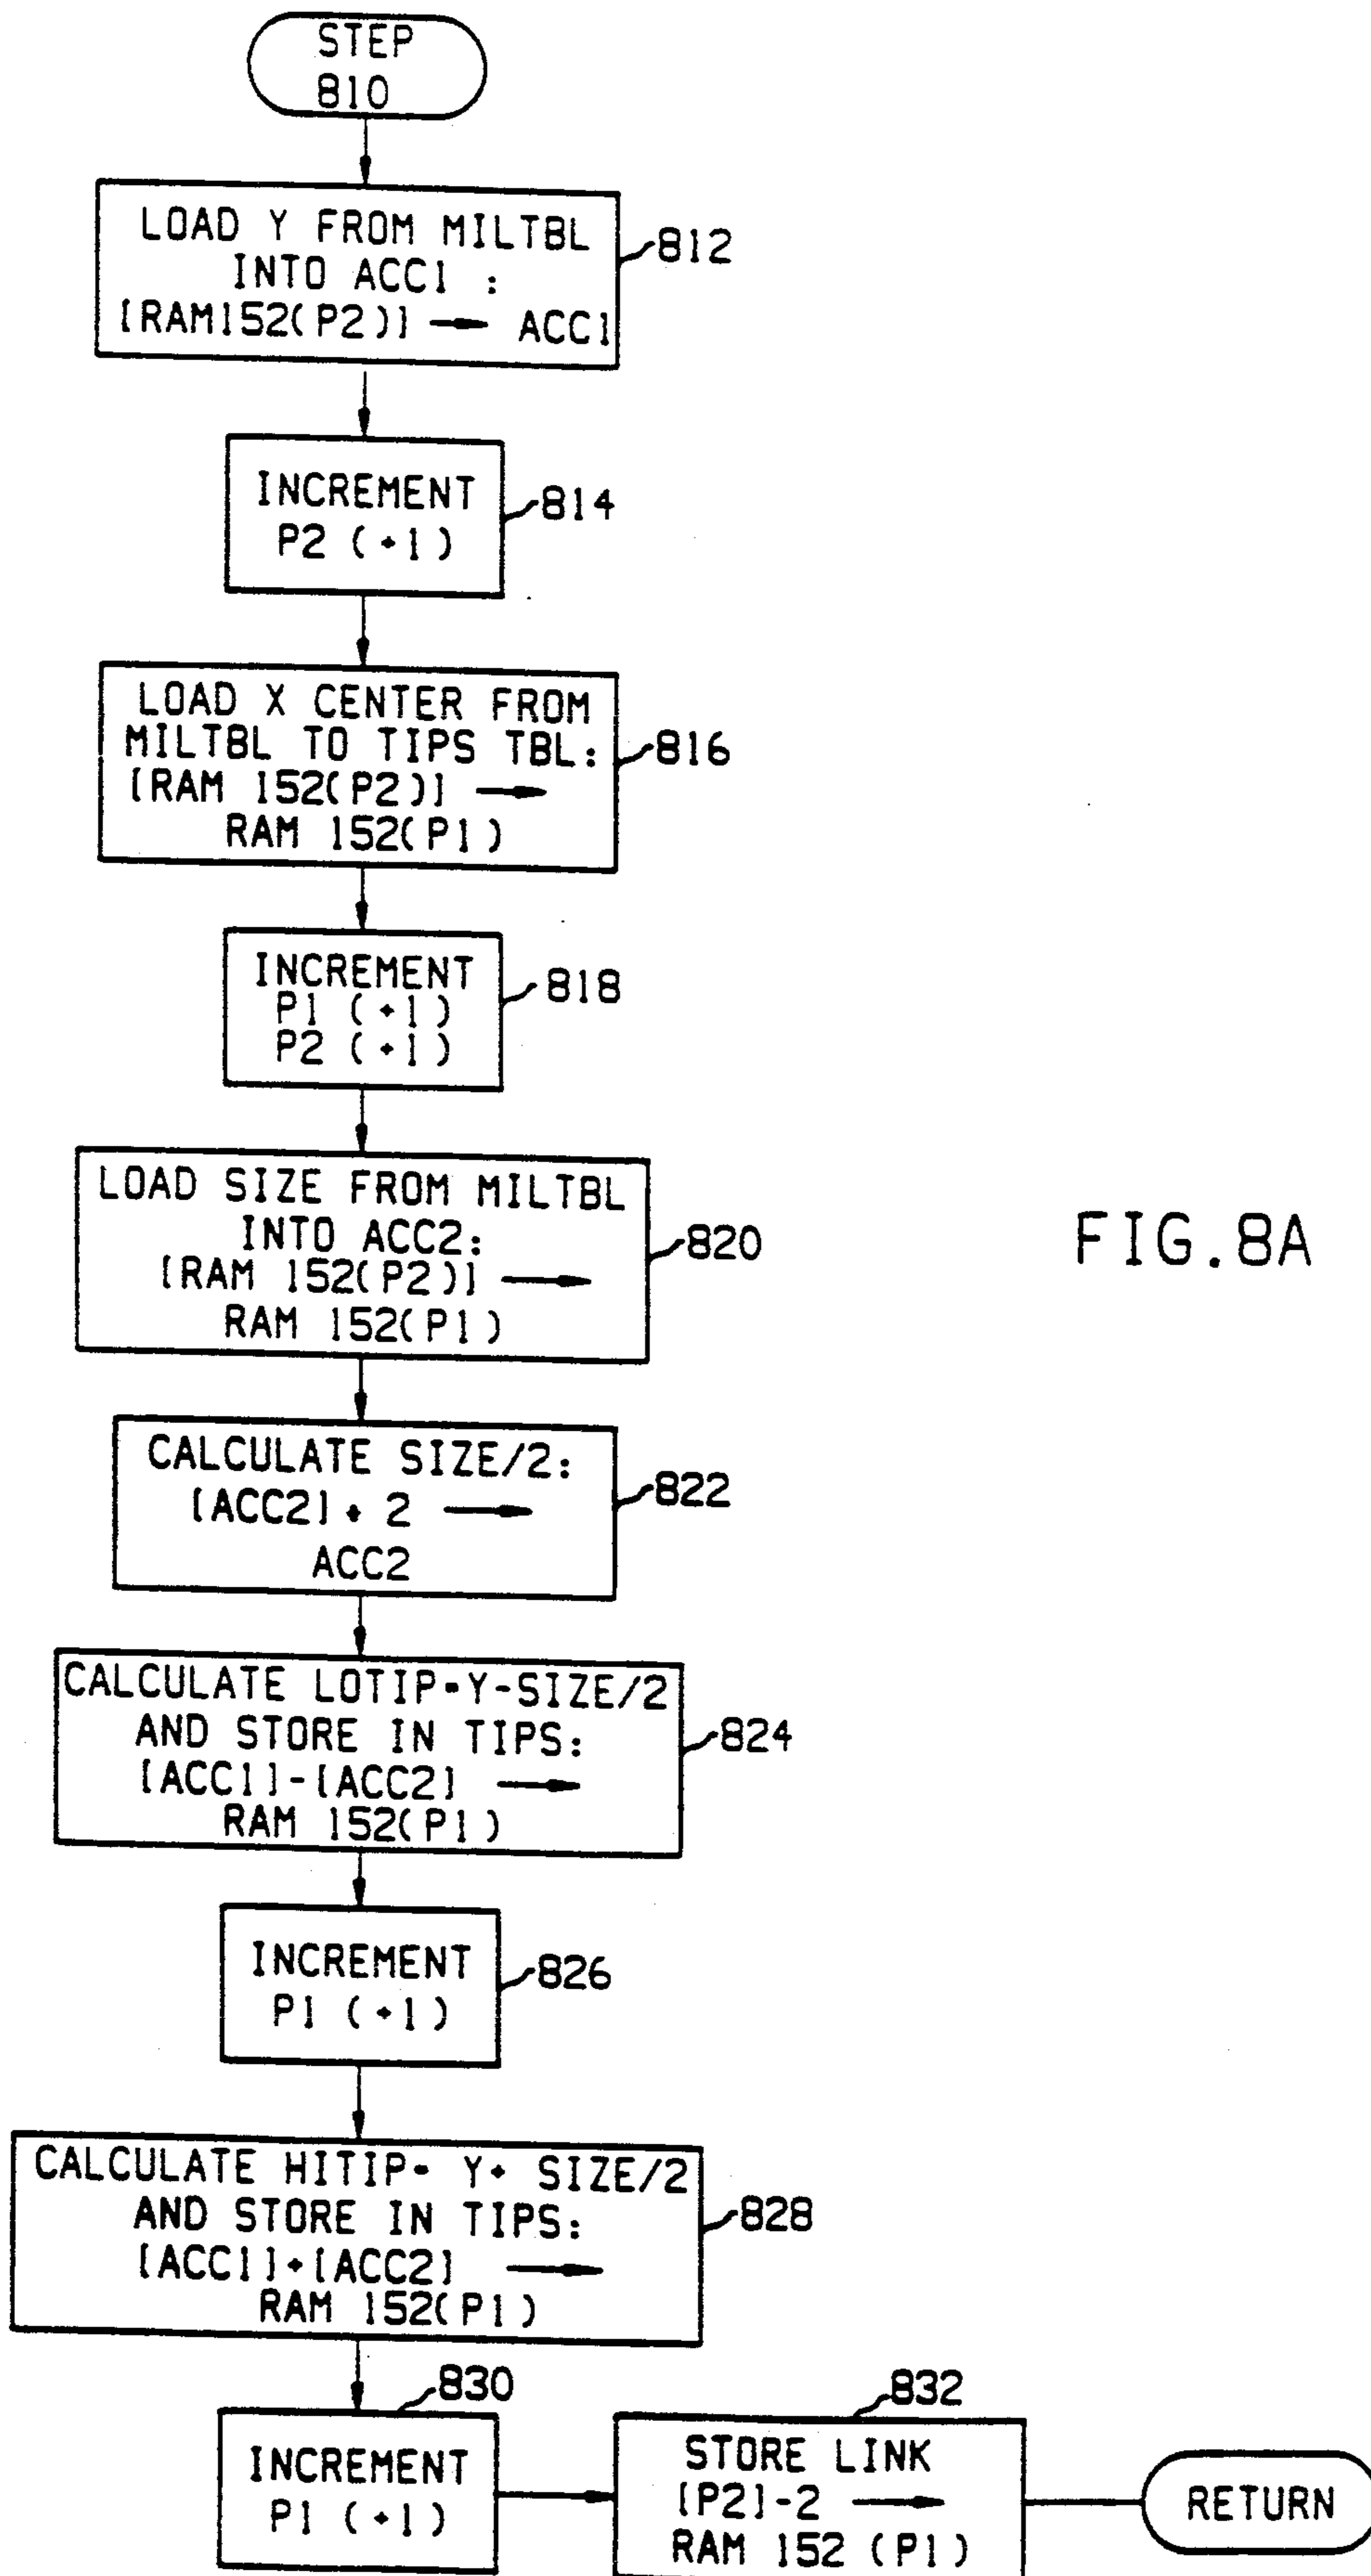 STEP
810
LOAD Y FROM MILTBL
INTO ACC1 :
[RAM152(P2)] → ACC1
812
INCREMENT
P2 (+1)
814
LOAD X CENTER FROM
MILTBL TO TIPS TBL:
[RAM 152(P2)] →
RAM 152(P1)
816
INCREMENT
P1 (+1)
P2 (+1)
818
LOAD SIZE FROM MILTBL
INTO ACC2:
[RAM 152(P2)] →
RAM 152(P1)
820
FIG.8A
CALCULATE SIZE/2:
[ACC2] + 2 →
ACC2
822
CALCULATE LOTIP=Y-SIZE/2
AND STORE IN TIPS:
[ACC1]-[ACC2] →
RAM 152(P1)
824
INCREMENT
P1 (+1)
826
CALCULATE HITIP= Y+ SIZE/2
AND STORE IN TIPS:
[ACC1]+[ACC2] →
RAM 152(P1)
828
830
INCREMENT
P1 (+1)
832
STORE LINK
[P2]-2 →
RAM 152 (P1)
RETURN